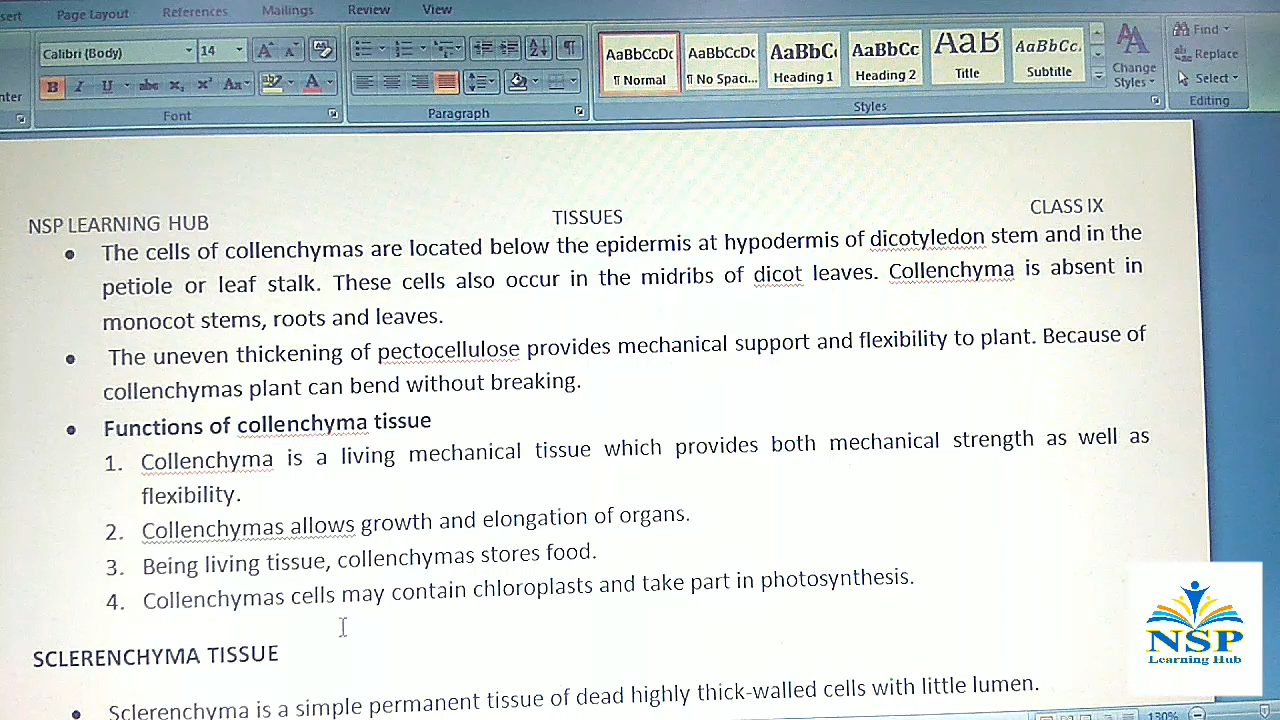 sert Page Layout References Mailings Review View
Calibri (Body) 14
AaBbCcDc AaBbCcDc AaBbC AaBbCc AaB AaBbCc.
¶ Normal ¶ No Spaci... Heading 1 Heading 2 Title Subtitle
Change Styles
Find
Replace
Select
nter Font Paragraph Styles Editing
NSP LEARNING HUB TISSUES CLASS IX
• The cells of collenchymas are located below the epidermis at hypodermis of dicotyledon stem and in the
petiole or leaf stalk. These cells also occur in the midribs of dicot leaves. Collenchyma is absent in
monocot stems, roots and leaves.
• The uneven thickening of pectocellulose provides mechanical support and flexibility to plant. Because of
collenchymas plant can bend without breaking.
• Functions of collenchyma tissue
1. Collenchyma is a living mechanical tissue which provides both mechanical strength as well as
flexibility.
2. Collenchymas allows growth and elongation of organs.
3. Being living tissue, collenchymas stores food.
4. Collenchymas cells may contain chloroplasts and take part in photosynthesis.
SCLERENCHYMA TISSUE
• Sclerenchyma is a simple permanent tissue of dead highly thick-walled cells with little lumen.
NSP
Learning Hub
130%